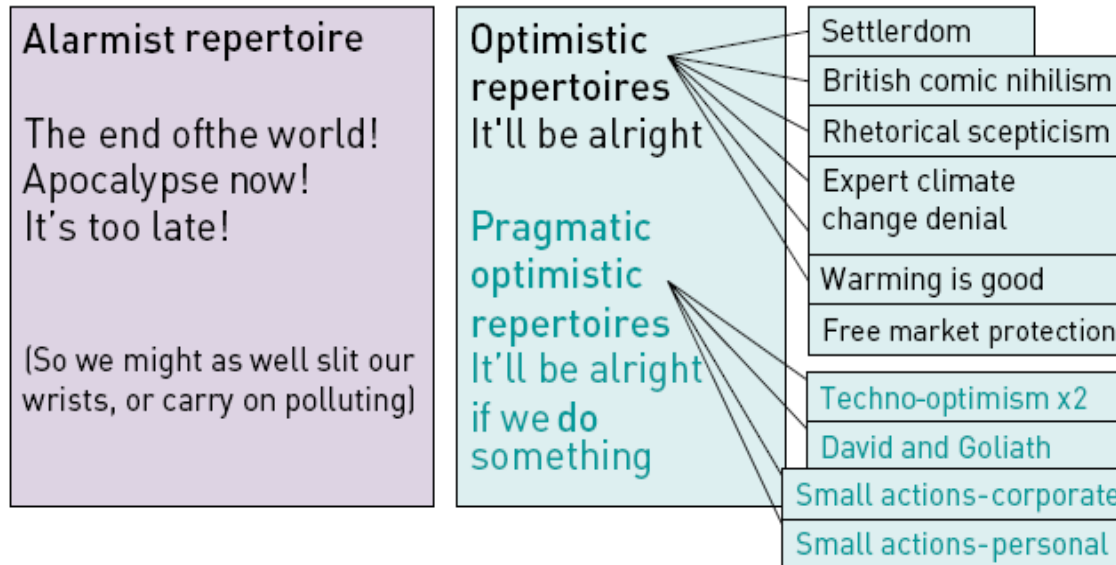 Alarmist repertoire
The end ofthe world!
Apocalypse now!
It's too late!
(So we might as well slit our
wrists, or carry on polluting)
Optimistic
repertoires
It'll be alright
Pragmatic
optimistic
repertoires
It'll be alright
if we do
something
Settlerdom
British comic nihilism
Rhetorical scepticism
Expert climate
change denial
Warming is good
Free market protection
Techno-optimism x2
David and Goliath
Small actions-corporate
Small actions-personal